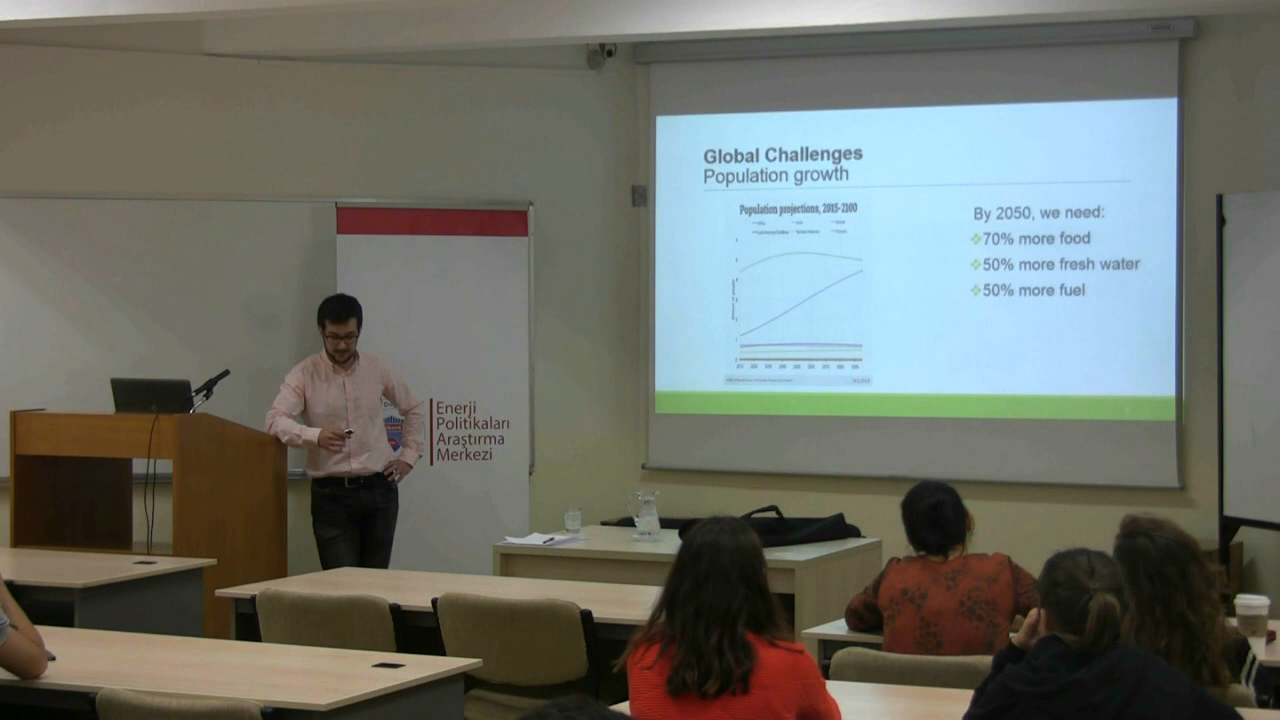 Global Challenges
Population growth
Population projections, 2015-2100
By 2050, we need:
70% more food
50% more fresh water
50% more fuel
Enerji
Politikaları
Araştırma
Merkezi